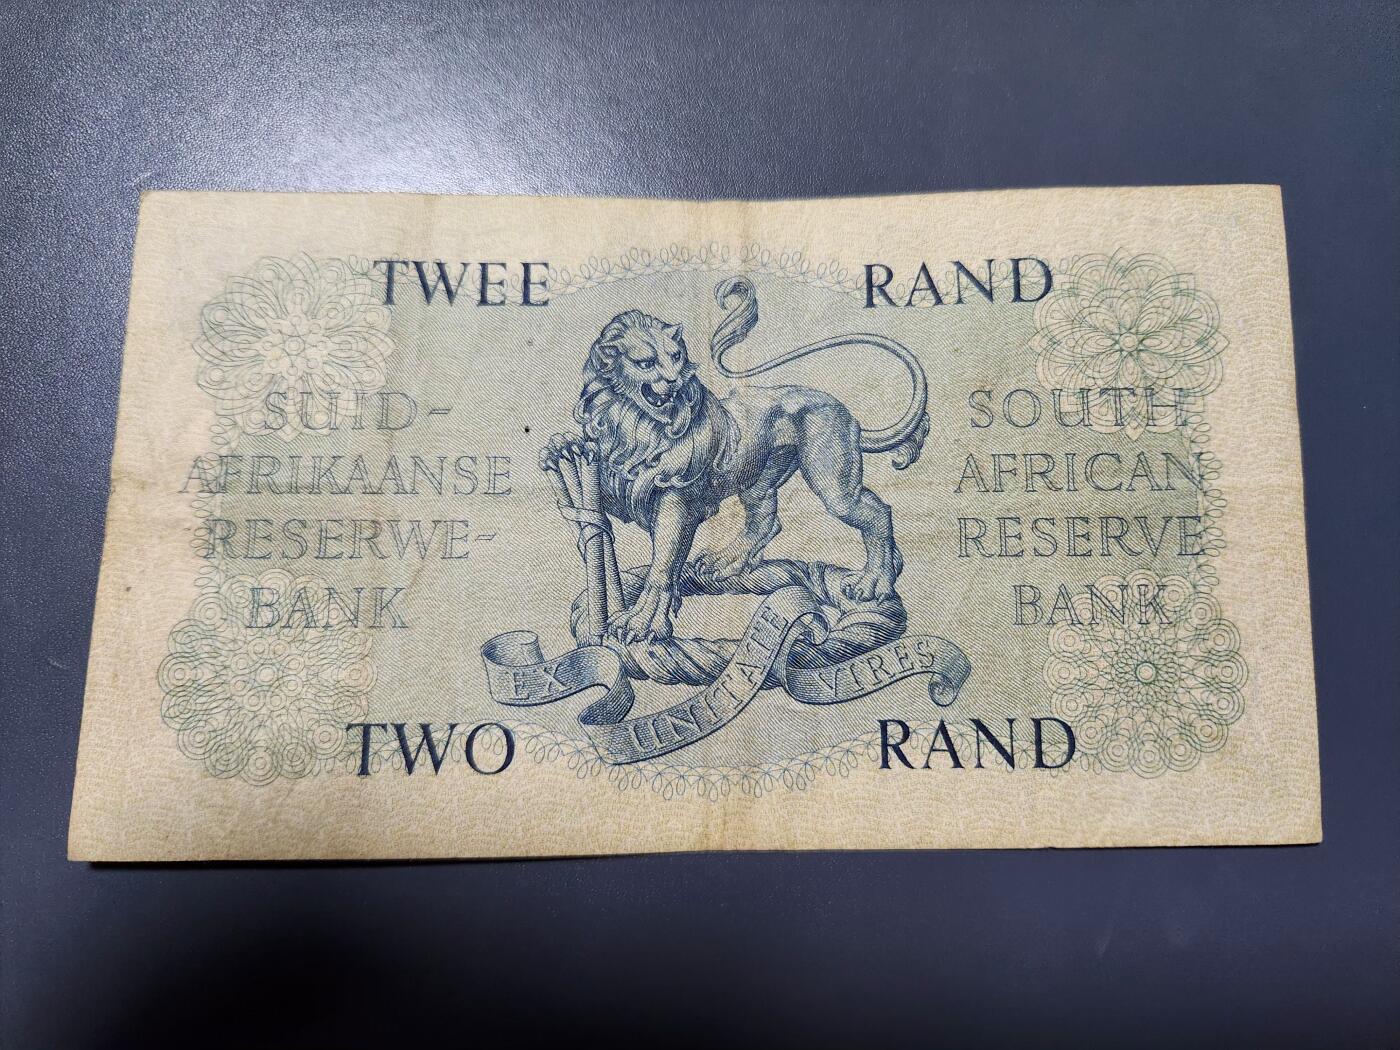 TWEE RAND
SUID-
AFRIKAANSE
RESERWE-
BANK
SOUTH
AFRICAN
RESERVE
BANK
EX UNITATE VIRES
TWO RAND